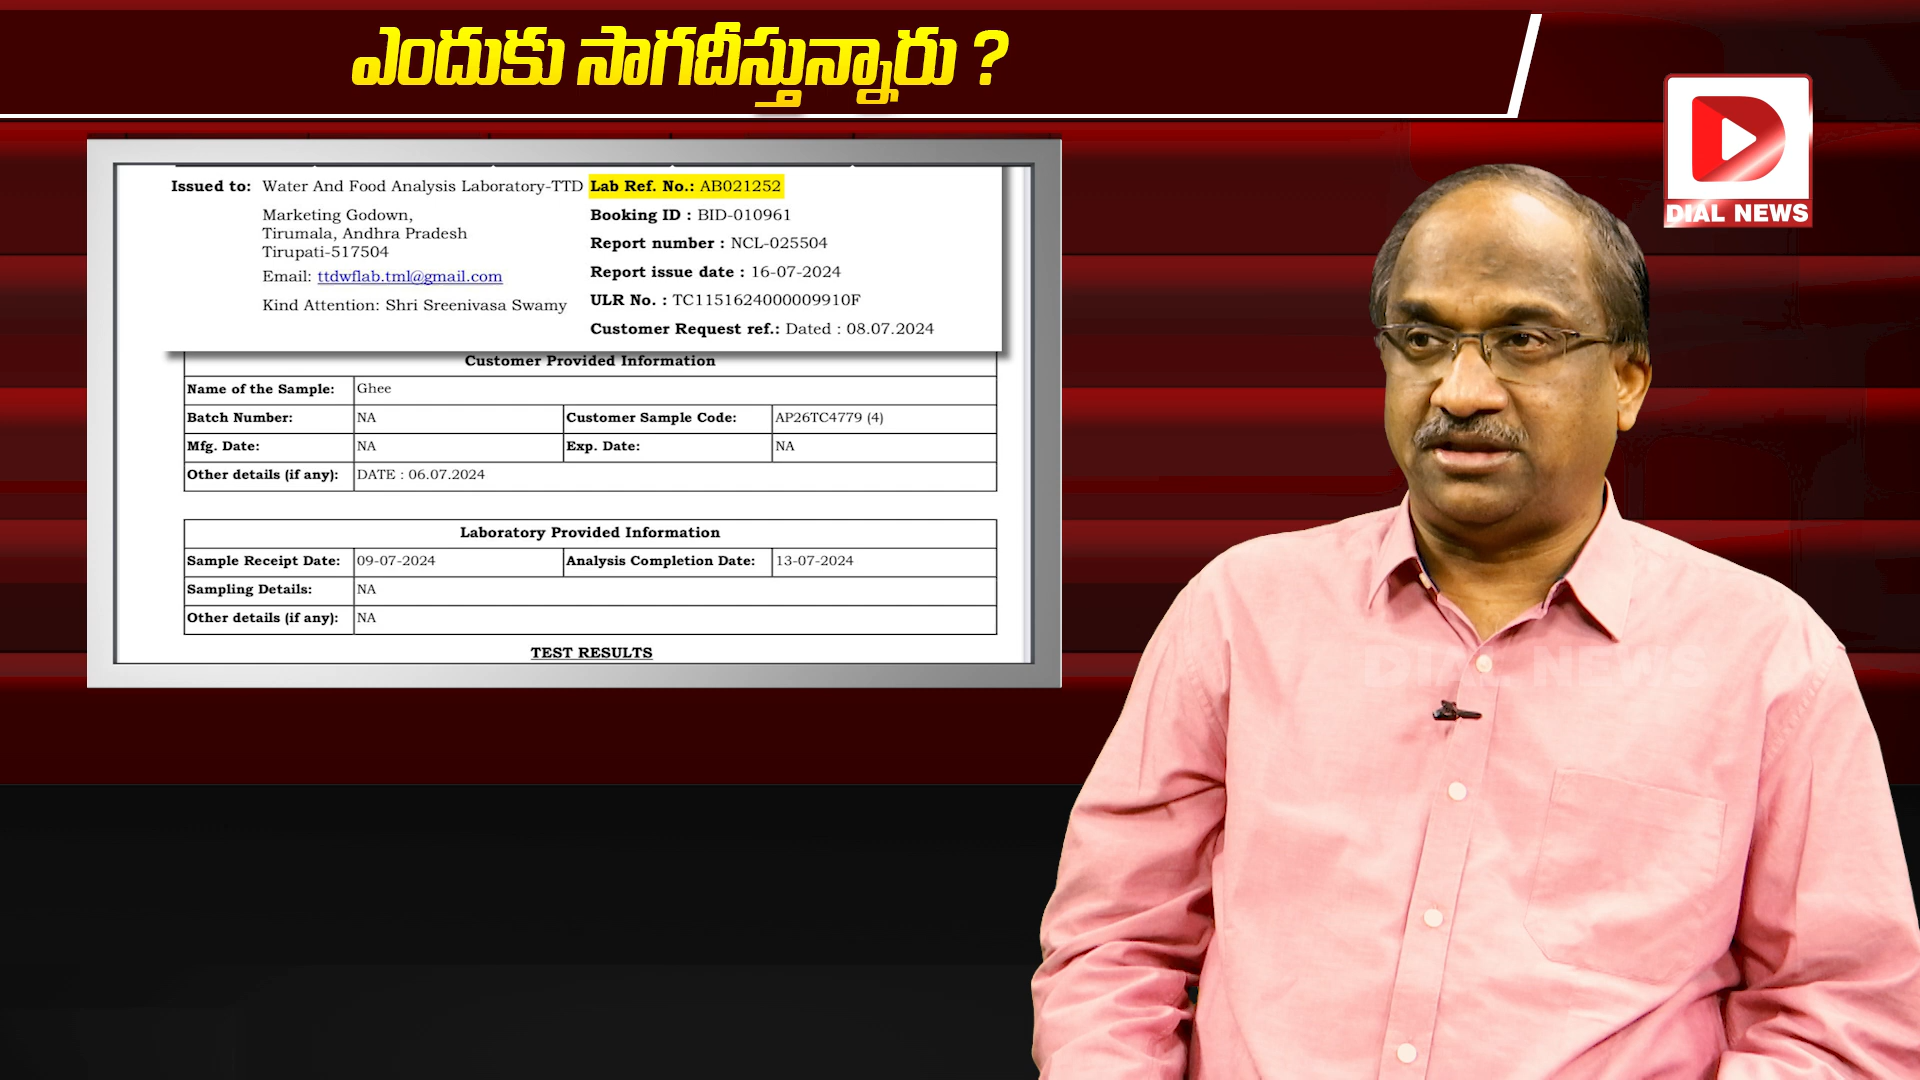 ఎందుకు సాగదీస్తున్నారు ?
DIAL NEWS
Issued to: Water And Food Analysis Laboratory-TTD
Marketing Godown,
Tirumala, Andhra Pradesh
Tirupati-517504
Email: ttdwflab.tml@gmail.com
Kind Attention: Shri Sreenivasa Swamy
Lab Ref. No.: AB021252
Booking ID : BID-010961
Report number : NCL-025504
Report issue date : 16-07-2024
ULR No. : TC1151624000009910F
Customer Request ref.: Dated : 08.07.2024
Customer Provided Information
Name of the Sample: Ghee
Batch Number: NA Customer Sample Code: AP26TC4779 (4)
Mfg. Date: NA Exp. Date: NA
Other details (if any): DATE : 06.07.2024
Laboratory Provided Information
Sample Receipt Date: 09-07-2024 Analysis Completion Date: 13-07-2024
Sampling Details: NA
Other details (if any): NA
TEST RESULTS
DIAL NEWS